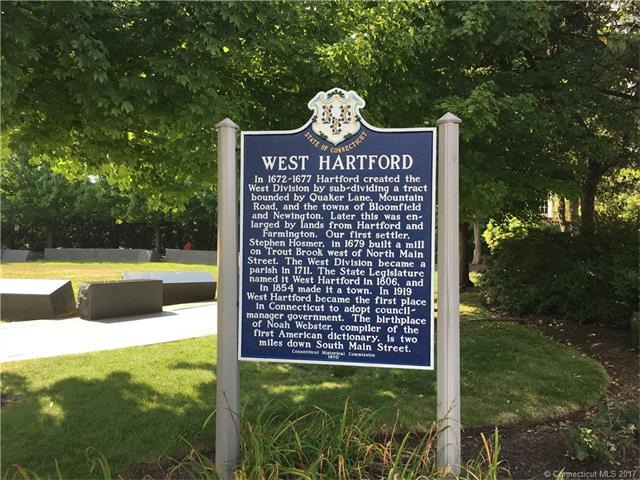 STATE OF CONNECTICUT
WEST HARTFORD
In 1672-1677 Hartford created the
West Division by sub-dividing a tract
bounded by Quaker Lane, Mountain
Road, and the towns of Bloomfield
and Newington. Later this was en-
larged by lands from Hartford and
Farmington. Our first settler,
Stephen Hosmer, in 1679 built a mill
on Trout Brook west of North Main
Street. The West Division became a
parish in 1711. The State Legislature
named it West Hartford in 1806, and
in 1854 made it a town. In 1919
West Hartford became the first place
in Connecticut to adopt council-
manager government. The birthplace
of Noah Webster, compiler of the
first American dictionary, is two
miles down South Main Street.
Connecticut Historical Commission
1970
© Connecticut MLS 2017